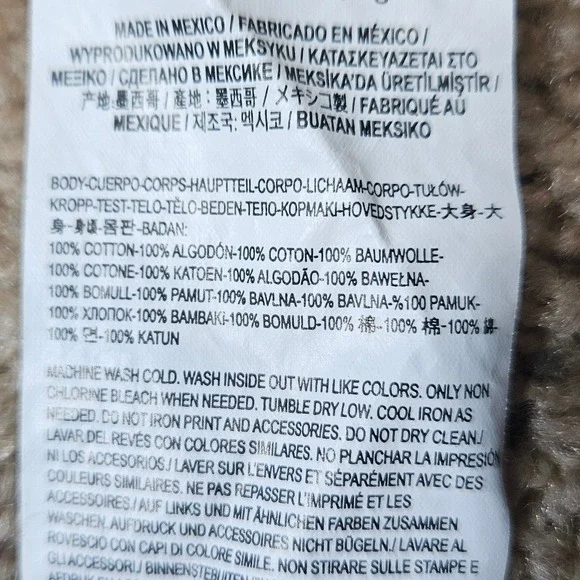 MADE IN MEXICO / FABRICADO EN MÉXICO /
WYPRODUKOWANO W MEKSYKU / ΚΑΤΑΣΚΕΥΑΖΕΤΑΙ ΣΤΟ
ΜΕΞΙΚΟ / СДЕЛАНО В МЕКСИКЕ / MEKSİKA'DA ÜRETİLMİŞTİR /
产地:墨西哥 / 產地:墨西哥 / メキシコ製 / FABRIQUÉ AU
MEXIQUE / 제조국: 멕시코 / BUATAN MEKSIKO
BODY-CUERPO-CORPS-HAUPTTEIL-CORPO-LICHAAM-CORPO-TUŁÓW-
KROPP-TEST-TELO-TĚLO-BEDEN-ТЕЛО-ΚΟΡΜΑΚΙ-HOVEDSTYKKE-大身-大
身-身頃-몸판-BADAN:
100% COTTON-100% ALGODÓN-100% COTON-100% BAUMWOLLE-
100% COTONE-100% KATOEN-100% ALGODÃO-100% BAWEŁNA-
100% BOMULL-100% PAMUT-100% BAVLNA-100% BAVLNA-%100 PAMUK-
100% ХЛОПОК-100% ΒΑΜΒΑΚΙ-100% BOMULD-100% 棉-100% 棉-100% 綿-
100% 면-100% KATUN
MACHINE WASH COLD. WASH INSIDE OUT WITH LIKE COLORS. ONLY NON
CHLORINE BLEACH WHEN NEEDED. TUMBLE DRY LOW. COOL IRON AS
NEEDED. DO NOT IRON PRINT AND ACCESSORIES. DO NOT DRY CLEAN./
LAVAR DEL REVÉS CON COLORES SIMILARES. NO PLANCHAR LA IMPRESIÓN
NI LOS ACCESORIOS./ LAVER SUR L'ENVERS ET SÉPARÉMENT AVEC DES
COULEURS SIMILAIRES. NE PAS REPASSER L'IMPRIMÉ ET LES
ACCESSOIRES./ AUF LINKS UND MIT ÄHNLICHEN FARBEN ZUSAMMEN
WASCHEN. AUFDRUCK UND ACCESSOIRES NICHT BÜGELN./ LAVARE AL
ROVESCIO CON CAPI DI COLORE SIMILE. NON STIRARE SULLE STAMPE E
GLI ACCESSORI./ BINNENSTEBUITEN